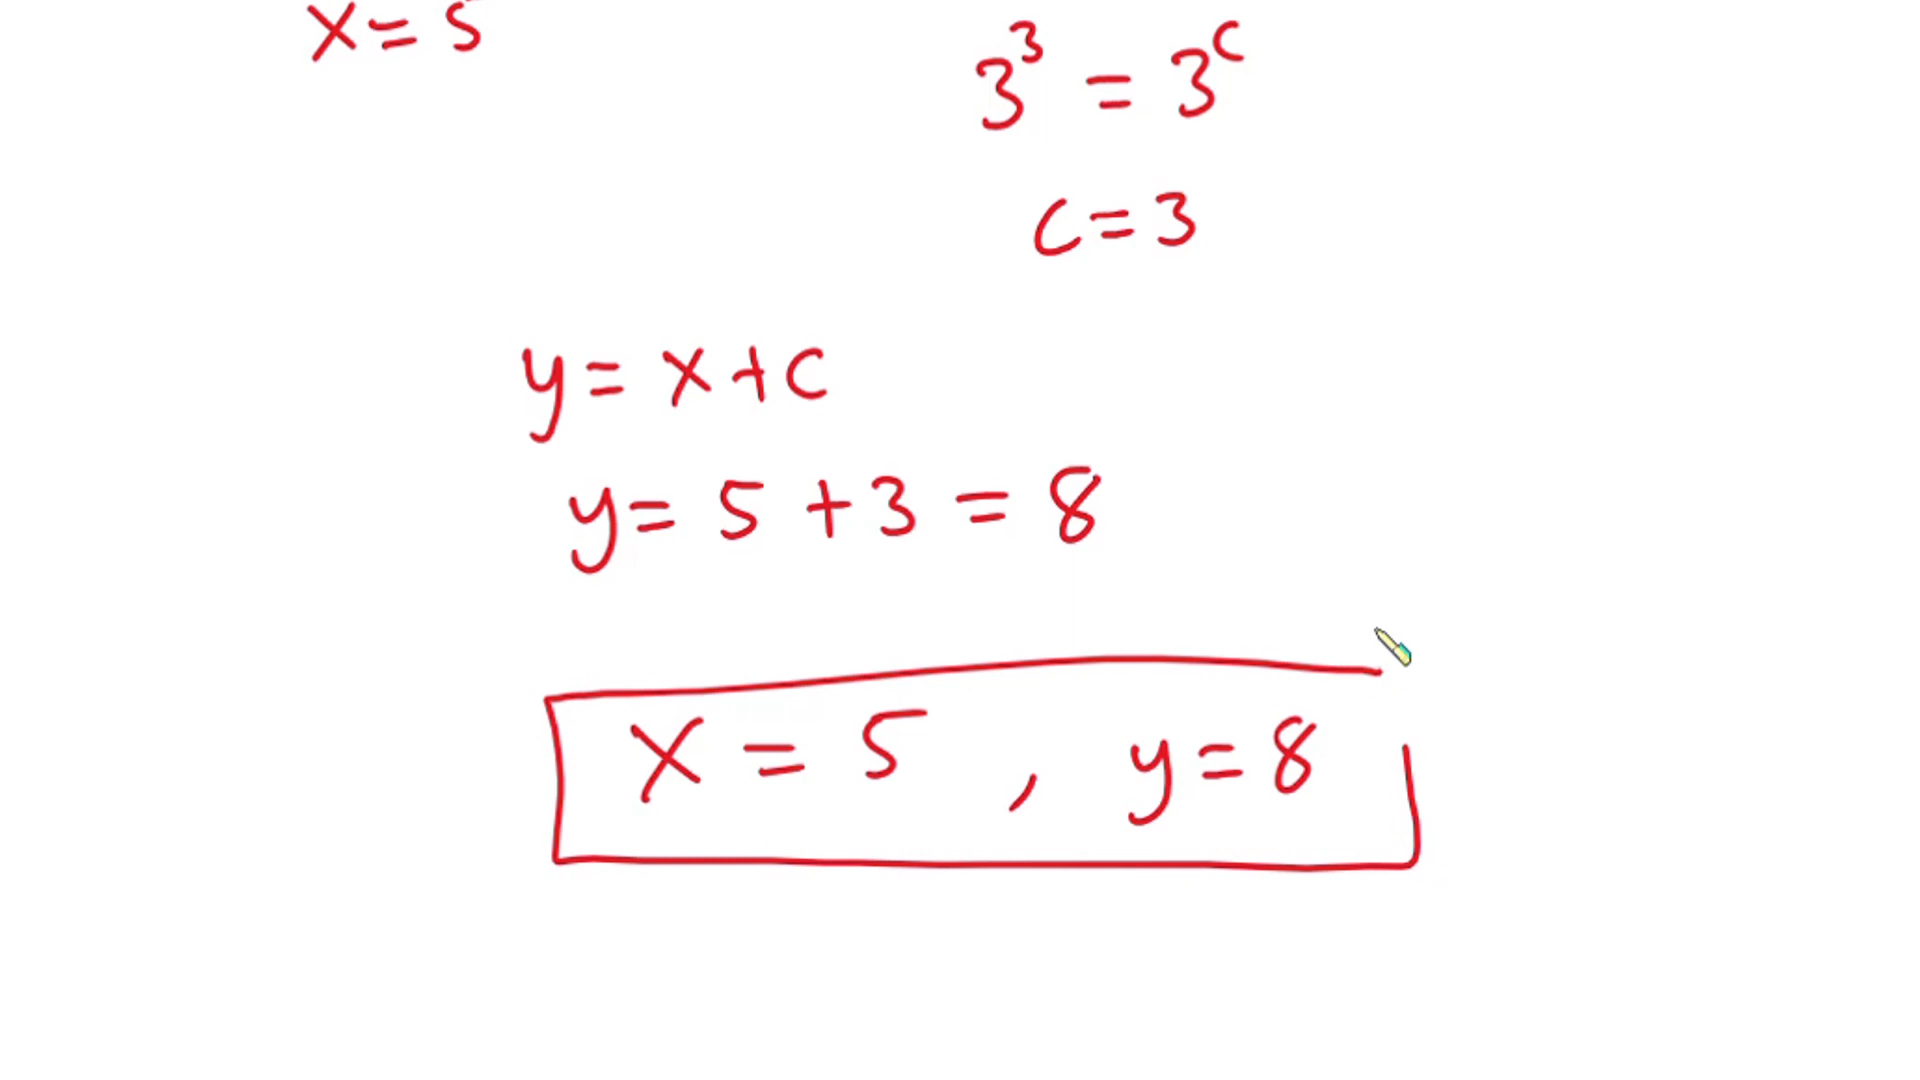 x = 5
3³ = 3ᶜ
c = 3
y = x + c
y = 5 + 3 = 8
x = 5 , y = 8